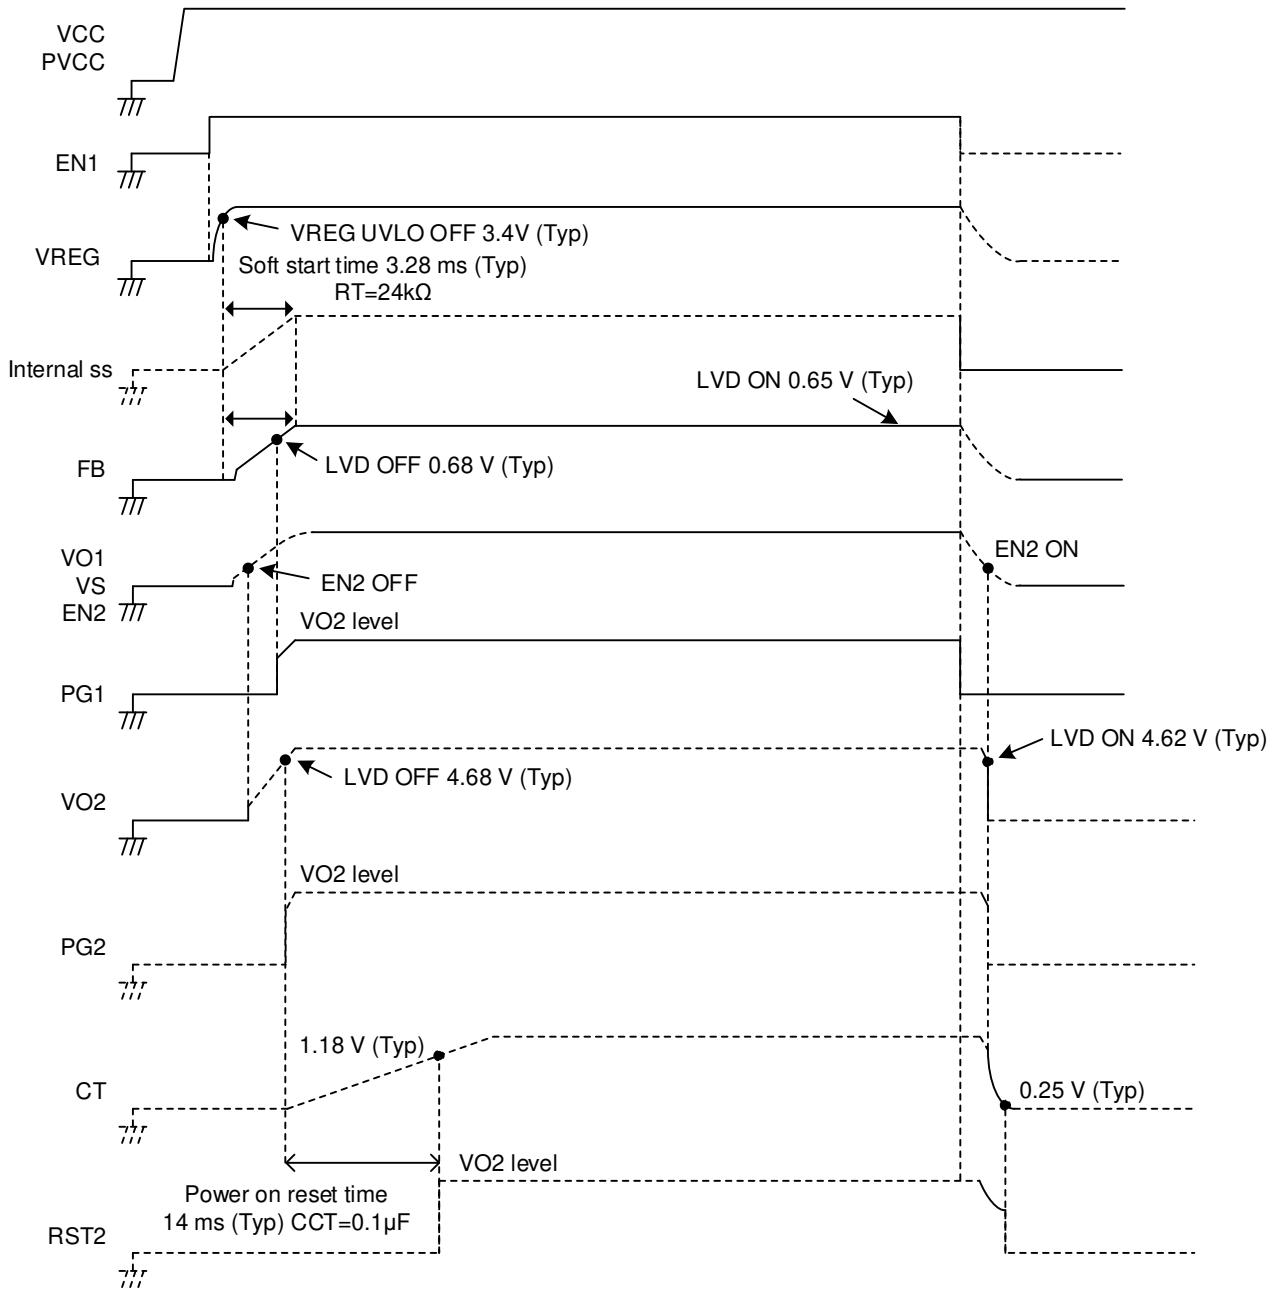 VCC
PVCC
EN1
VREG UVLO OFF 3.4V (Typ)
VREG
Soft start time 3.28 ms (Typ)
RT=24kΩ
Internal ss
LVD ON 0.65 V (Typ)
FB
LVD OFF 0.68 V (Typ)
VO1
VS
EN2
EN2 OFF
EN2 ON
VO2 level
PG1
LVD ON 4.62 V (Typ)
LVD OFF 4.68 V (Typ)
VO2
VO2 level
PG2
1.18 V (Typ)
CT
0.25 V (Typ)
VO2 level
Power on reset time
14 ms (Typ) CCT=0.1µF
RST2